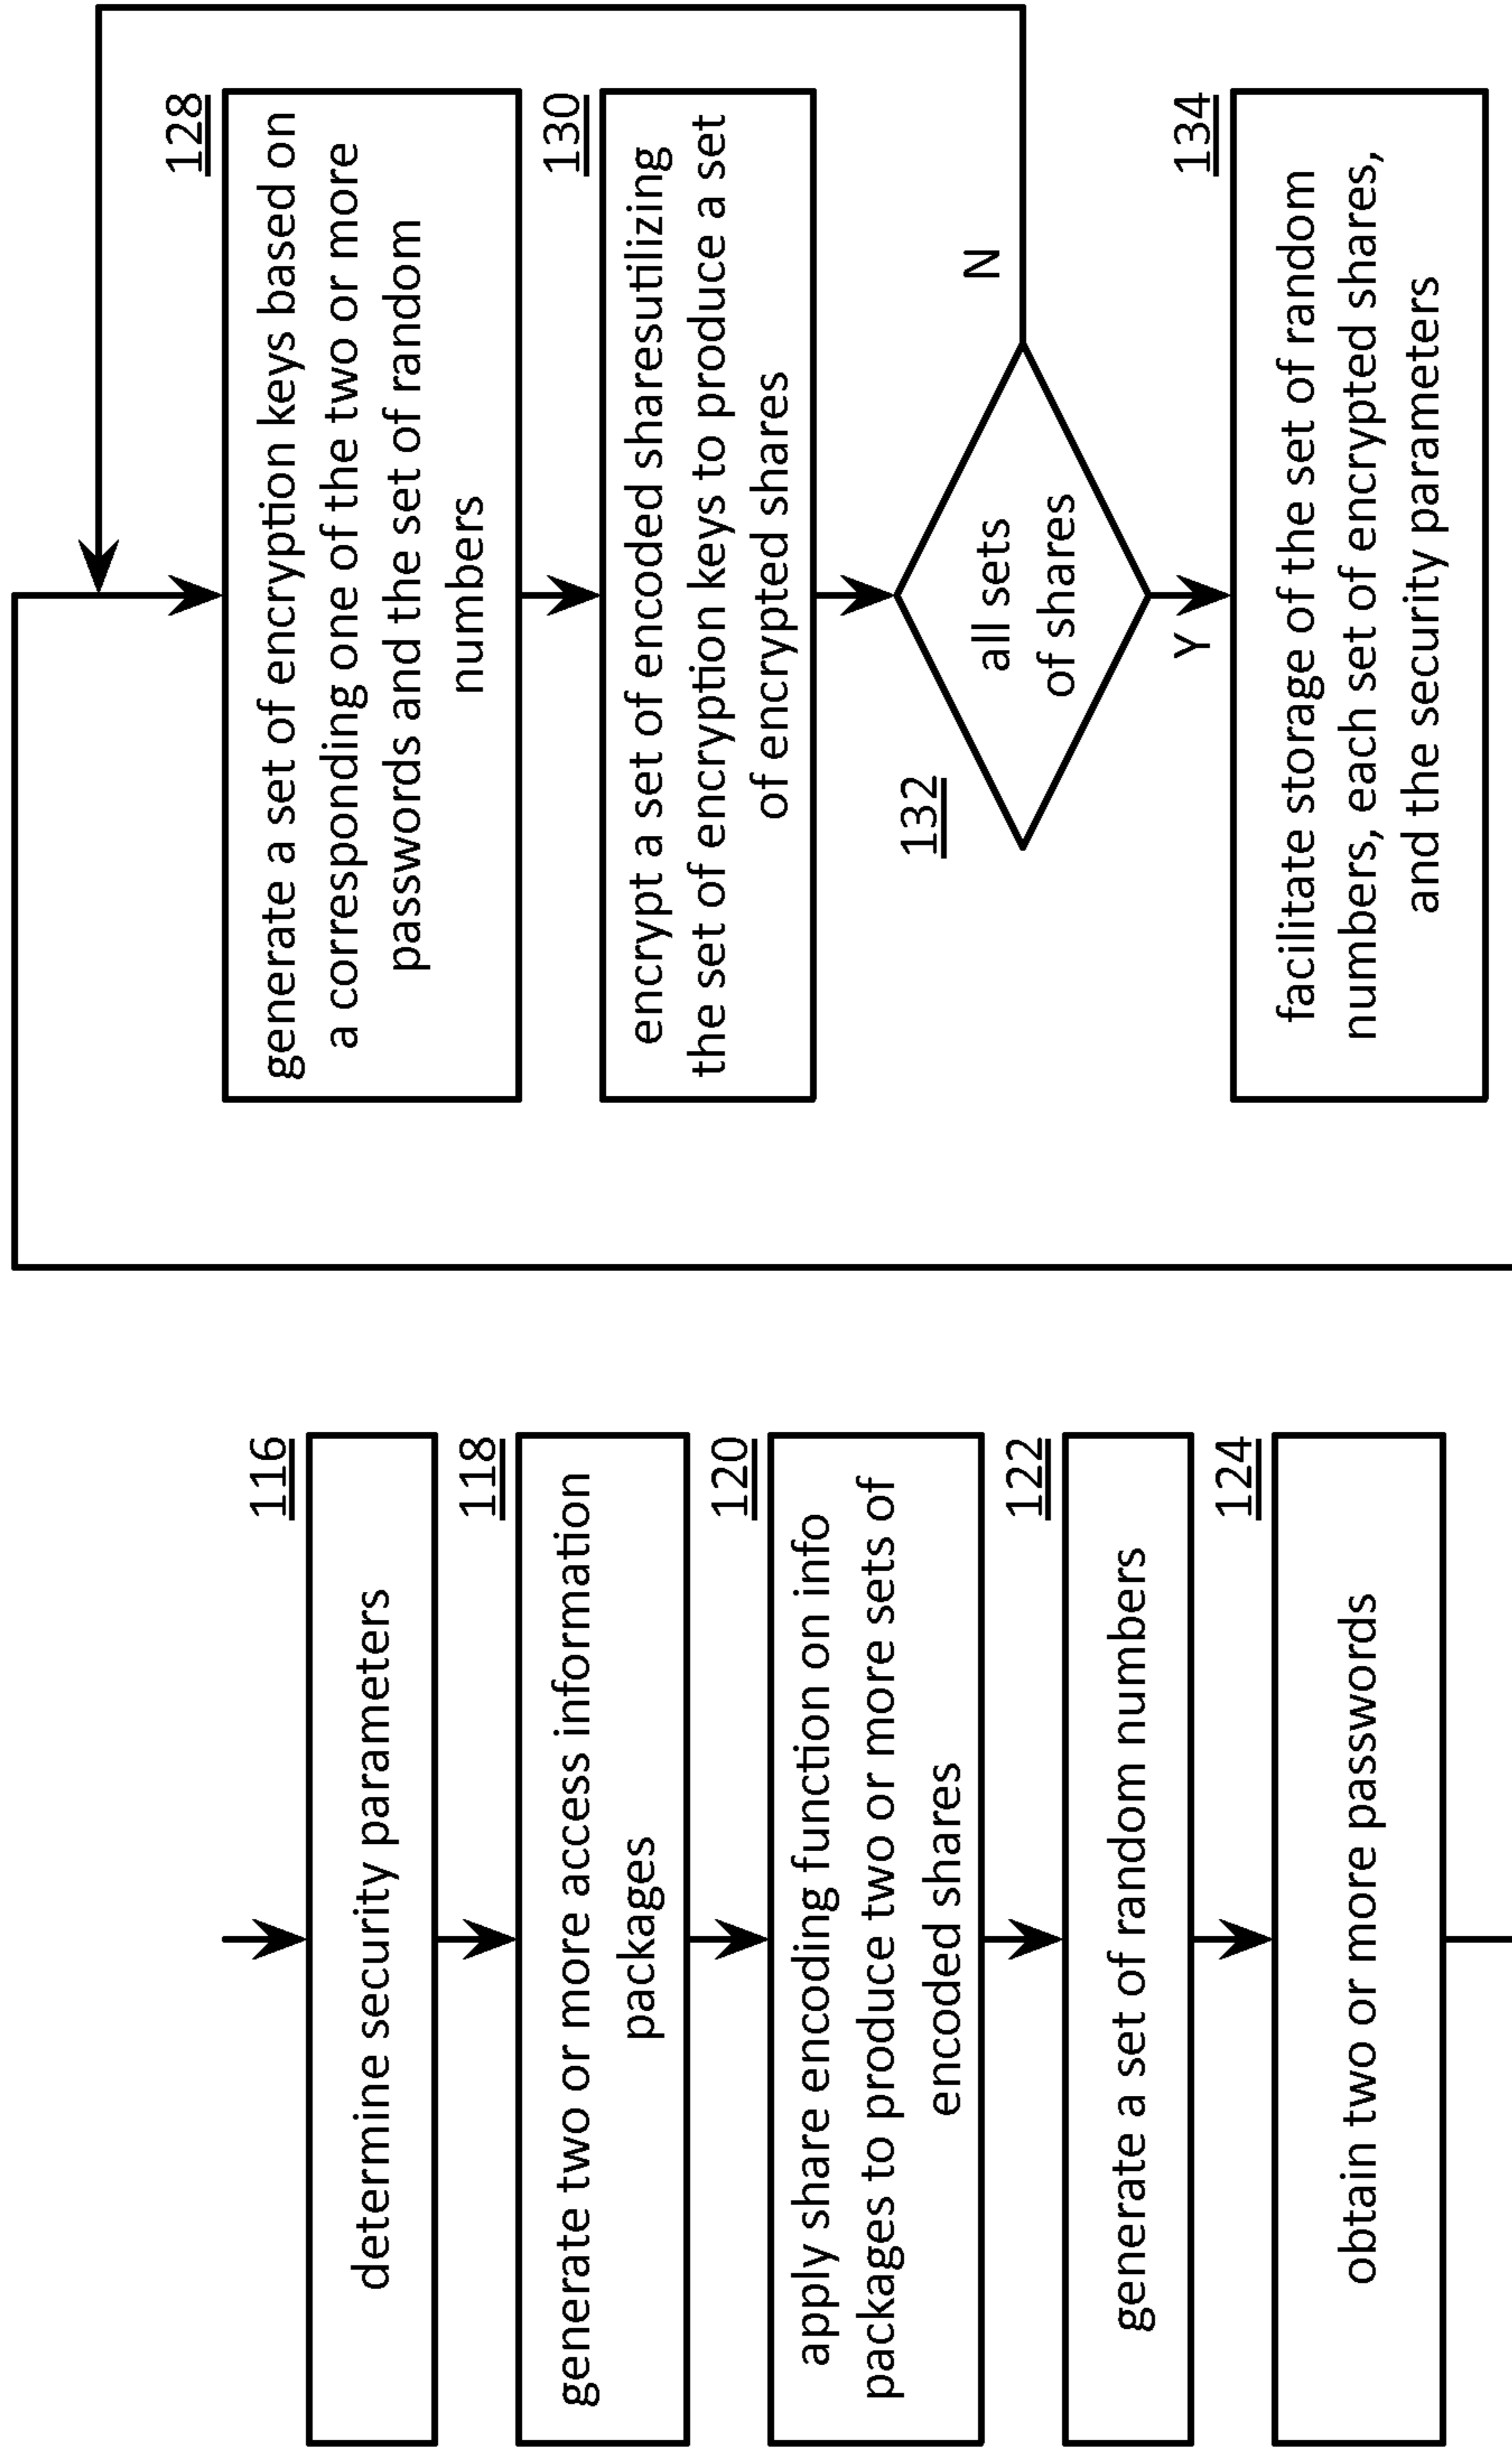 116
determine security parameters
118
generate two or more access information
packages
120
apply share encoding function on info
packages to produce two or more sets of
encoded shares
122
generate a set of random numbers
124
obtain two or more passwords
128
generate a set of encryption keys based on
a corresponding one of the two or more
passwords and the set of random
numbers
130
encrypt a set of encoded sharesutilizing
the set of encryption keys to produce a set
of encrypted shares
132
all sets
of shares
N
Y
134
facilitate storage of the set of random
numbers, each set of encrypted shares,
and the security parameters